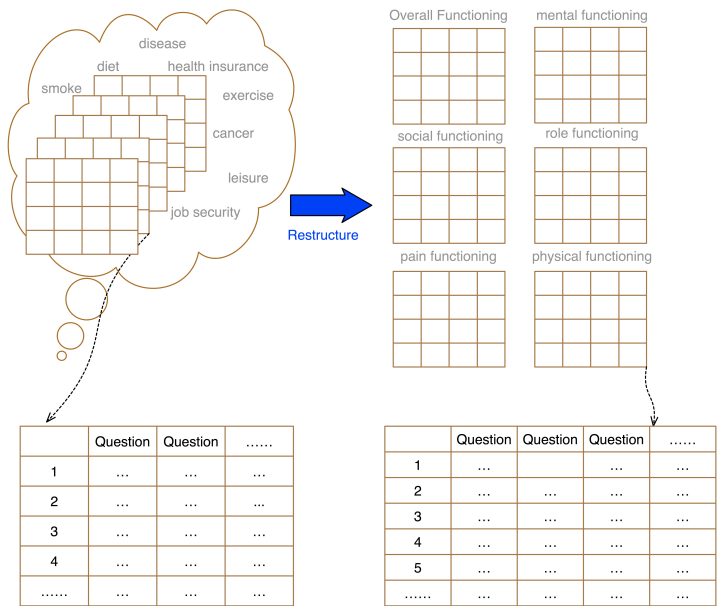 disease
diet health insurance
smoke exercise
cancer
leisure
job security
Restructure
Overall Functioning mental functioning
social functioning role functioning
pain functioning physical functioning
Question Question ……
1 … … …
2 … … ...
3 … … …
4 … … …
…… … … …
Question Question Question ……
1 … … …
2 … … … …
3 … … … …
4 … … … …
5 … … … …
…… … … … …